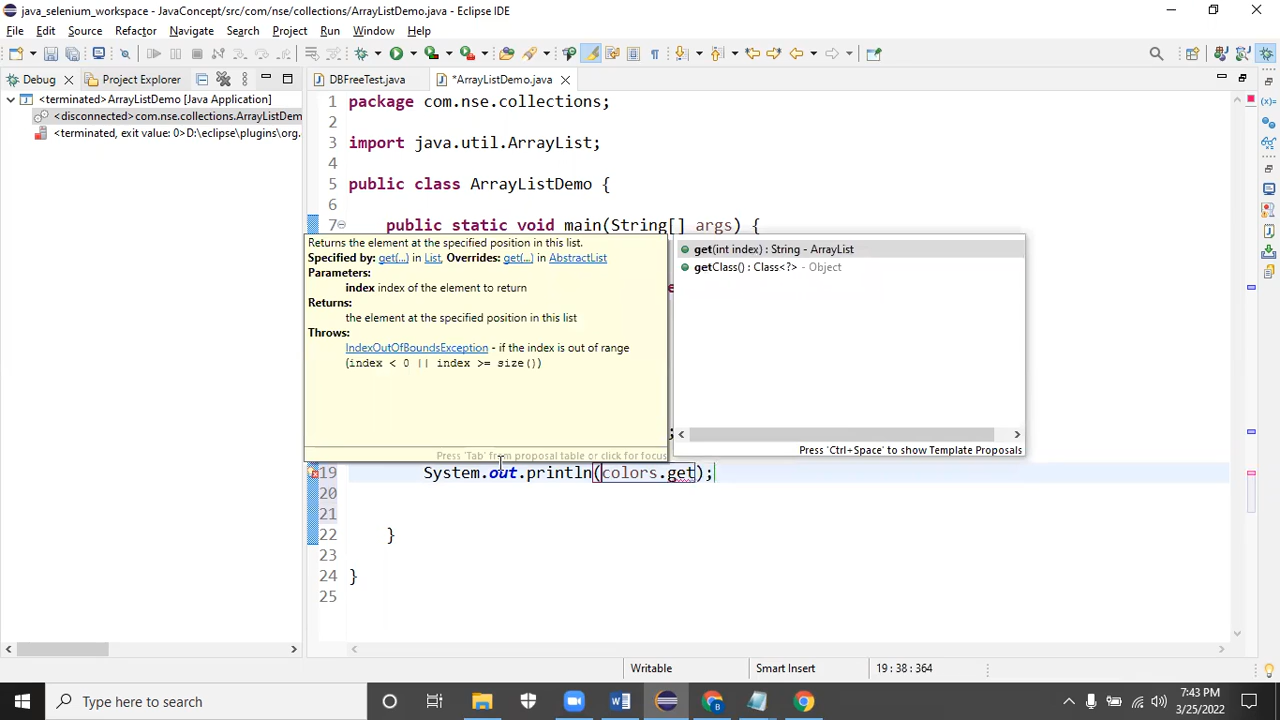 java_selenium_workspace - JavaConcept/src/com/nse/collections/ArrayListDemo.java - Eclipse IDE
File Edit Source Refactor Navigate Search Project Run Window Help
Debug Project Explorer DBFreeTest.java *ArrayListDemo.java
<terminated>ArrayListDemo [Java Application]
<disconnected>com.nse.collections.ArrayListDem
<terminated, exit value: 0>D:\eclipse\plugins\org.
1 package com.nse.collections;
2
3 import java.util.ArrayList;
4
5 public class ArrayListDemo {
6
7 public static void main(String[] args) {
Returns the element at the specified position in this list.
Specified by: get(...) in List, Overrides: get(...) in AbstractList
Parameters:
index index of the element to return
Returns:
the element at the specified position in this list
Throws:
IndexOutOfBoundsException - if the index is out of range
(index < 0 || index >= size())
Press 'Tab' from proposal table or click for focus
get(int index) : String - ArrayList
getClass() : Class<?> - Object
Press 'Ctrl+Space' to show Template Proposals
19 System.out.println(colors.get);
20
21
22 }
23
24 }
25
Writable Smart Insert 19 : 38 : 364
Type here to search
7:43 PM
3/25/2022